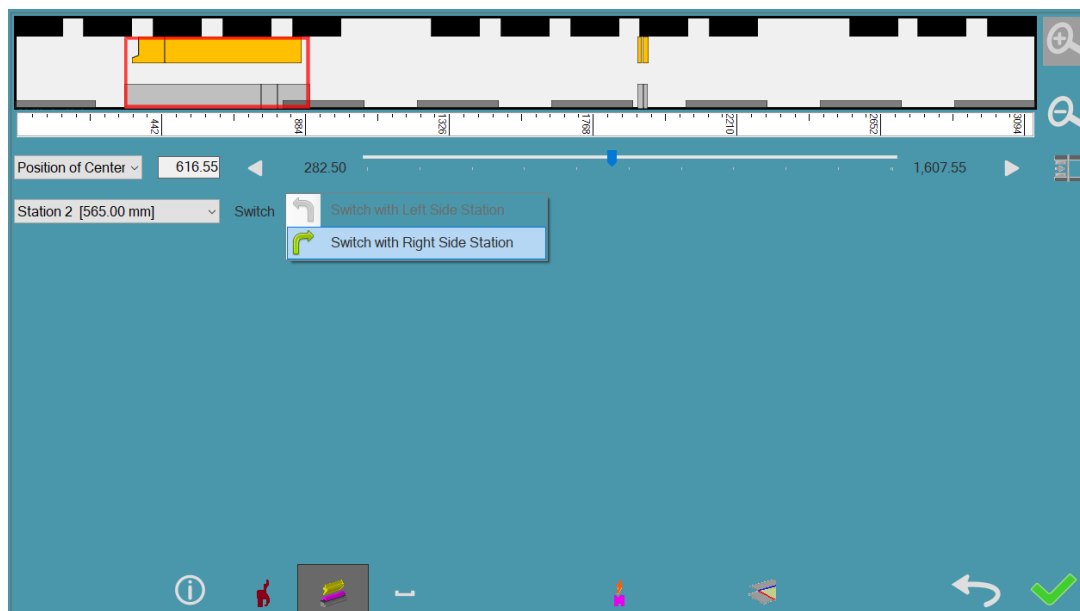 442
884
1326
1768
2210
2652
3094
Position of Center 616.55 282.50 1,607.55
Station 2 [565.00 mm] Switch Switch with Left Side Station
Switch with Right Side Station